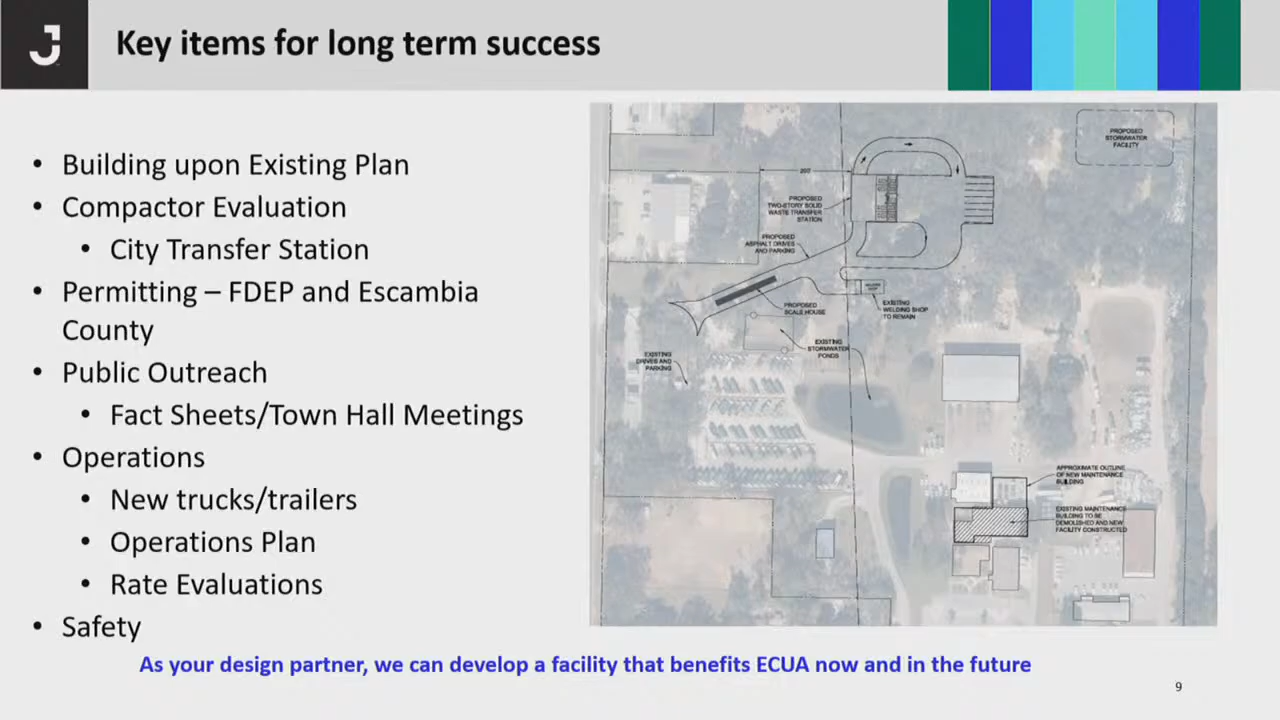 Key items for long term success
• Building upon Existing Plan
• Compactor Evaluation
• City Transfer Station
• Permitting – FDEP and Escambia
County
• Public Outreach
• Fact Sheets/Town Hall Meetings
• Operations
• New trucks/trailers
• Operations Plan
• Rate Evaluations
• Safety
PROPOSED
STORMWATER
FACILITY
PROPOSED
TWO-STORY SOLID
WASTE TRANSFER
STATION
PROPOSED
ASPHALT DRIVES
AND PARKING
PROPOSED
SCALE HOUSE
EXISTING
WELDING SHOP
TO REMAIN
EXISTING
STORMWATER
PONDS
EXISTING
DRIVES AND
PARKING
APPROXIMATE OUTLINE
OF NEW MAINTENANCE
BUILDING
EXISTING MAINTENANCE
BUILDING TO BE
DEMOLISHED AND NEW
FACILITY CONSTRUCTED
As your design partner, we can develop a facility that benefits ECUA now and in the future
9